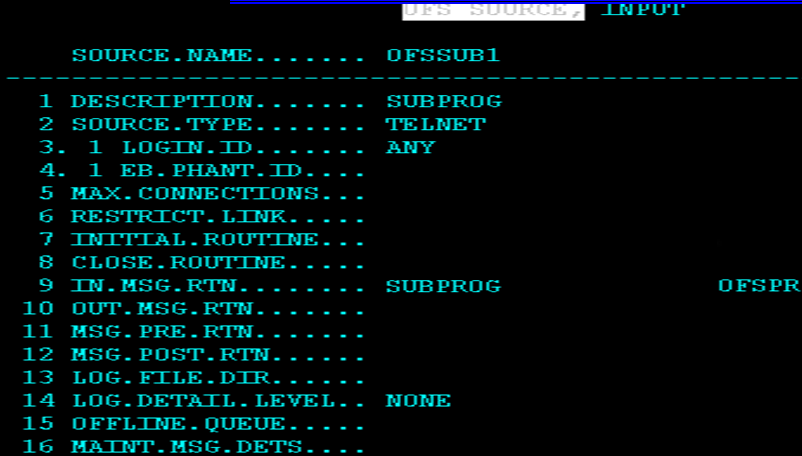 OFS SOURCE, INPUT
SOURCE.NAME....... OFSSUB1
------------------------------------------------
1 DESCRIPTION....... SUBPROG
2 SOURCE.TYPE....... TELNET
3. 1 LOGIN.ID....... ANY
4. 1 EB.PHANT.ID....
5 MAX.CONNECTIONS...
6 RESTRICT.LINK.....
7 INITIAL.ROUTINE...
8 CLOSE.ROUTINE.....
9 IN.MSG.RTN........ SUBPROG OFSPR
10 OUT.MSG.RTN.......
11 MSG.PRE.RTN.......
12 MSG.POST.RTN......
13 LOG.FILE.DIR......
14 LOG.DETAIL.LEVEL.. NONE
15 OFFLINE.QUEUE.....
16 MAINT.MSG.DETS....